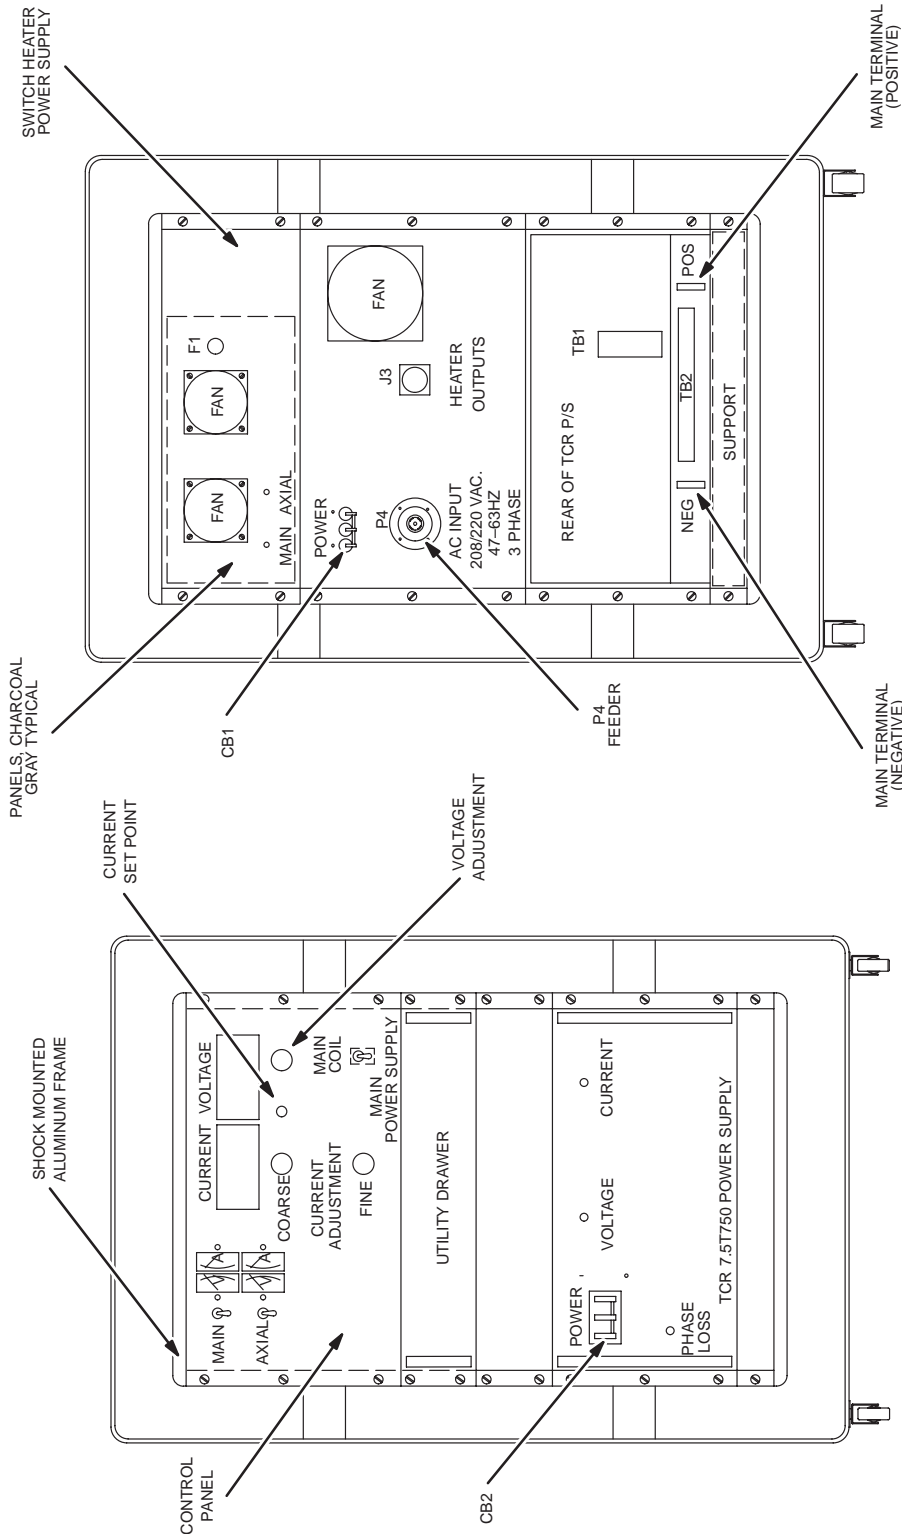 SHOCK MOUNTED
ALUMINUM FRAME
CURRENT
SET POINT
VOLTAGE
ADJUSTMENT
CONTROL
PANEL
CB2
CURRENT
VOLTAGE
MAIN
AXIAL
V
A
V
A
COARSE
CURRENT
ADJUSTMENT
FINE
MAIN
COIL
MAIN
POWER SUPPLY
UTILITY DRAWER
POWER
VOLTAGE
CURRENT
PHASE
LOSS
TCR 7.5T750 POWER SUPPLY
PANELS, CHARCOAL
GRAY TYPICAL
SWITCH HEATER
POWER SUPPLY
CB1
P4
FEEDER
MAIN TERMINAL
(NEGATIVE)
MAIN TERMINAL
(POSITIVE)
FAN
FAN
F1
MAIN
AXIAL
POWER
P4
AC INPUT
208/220 VAC.
47–63HZ
3 PHASE
J3
HEATER
OUTPUTS
FAN
REAR OF TCR P/S
TB1
NEG
TB2
POS
SUPPORT